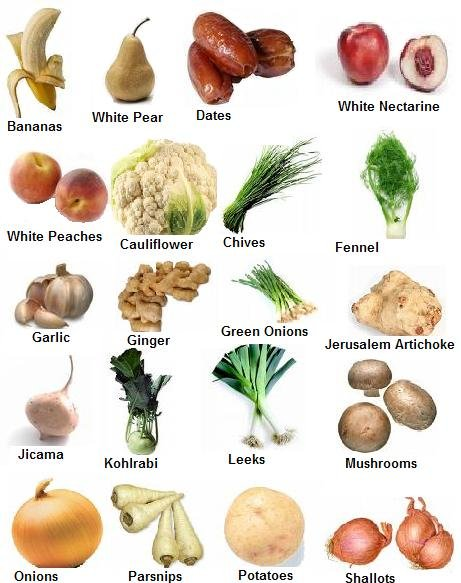 Bananas
White Pear
Dates
White Nectarine
White Peaches
Cauliflower
Chives
Fennel
Garlic
Ginger
Green Onions
Jerusalem Artichoke
Jicama
Kohlrabi
Leeks
Mushrooms
Onions
Parsnips
Potatoes
Shallots